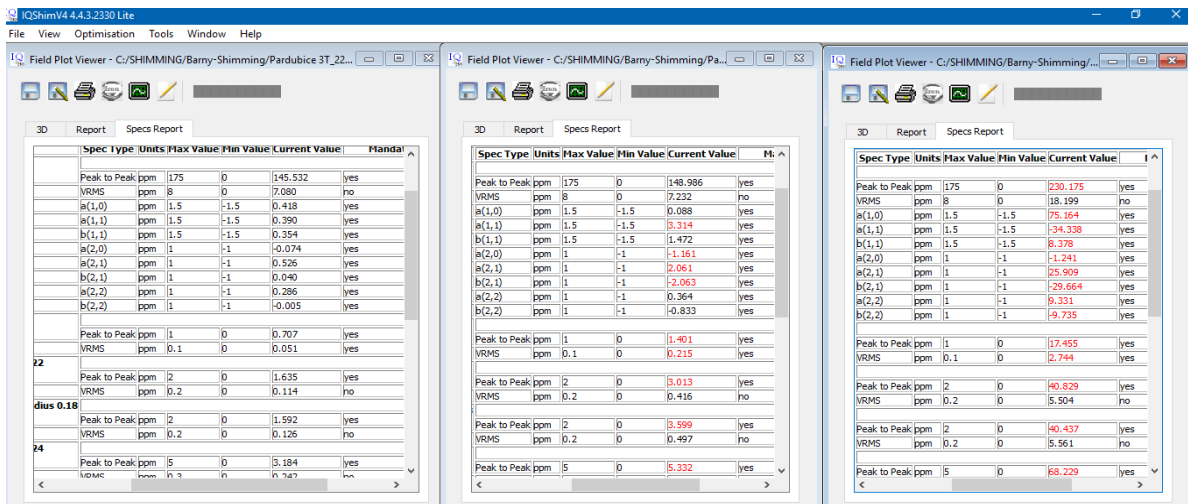 IQShimV4 4.4.3.2330 Lite
File View Optimisation Tools Window Help
Field Plot Viewer - C:/SHIMMING/Barny-Shimming/Pardubice 3T_22...
3D Report Specs Report
Spec Type Units Max Value Min Value Current Value Mandat
Peak to Peak ppm 175 0 145.532 yes
VRMS ppm 8 0 7.080 no
a(1,0) ppm 1.5 -1.5 0.418 yes
a(1,1) ppm 1.5 -1.5 0.390 yes
b(1,1) ppm 1.5 -1.5 0.354 yes
a(2,0) ppm 1 -1 -0.074 yes
a(2,1) ppm 1 -1 0.526 yes
b(2,1) ppm 1 -1 0.040 yes
a(2,2) ppm 1 -1 0.286 yes
b(2,2) ppm 1 -1 -0.005 yes
Peak to Peak ppm 1 0 0.707 yes
VRMS ppm 0.1 0 0.051 yes
22
Peak to Peak ppm 2 0 1.635 yes
VRMS ppm 0.2 0 0.114 no
dius 0.18
Peak to Peak ppm 2 0 1.592 yes
VRMS ppm 0.2 0 0.126 no
24
Peak to Peak ppm 5 0 3.184 yes
VRMS ppm 0.3 0 0.247 no
Field Plot Viewer - C:/SHIMMING/Barny-Shimming/Pa...
3D Report Specs Report
Spec Type Units Max Value Min Value Current Value Ma
Peak to Peak ppm 175 0 148.986 yes
VRMS ppm 8 0 7.232 no
a(1,0) ppm 1.5 -1.5 0.088 yes
a(1,1) ppm 1.5 -1.5 3.314 yes
b(1,1) ppm 1.5 -1.5 1.472 yes
a(2,0) ppm 1 -1 -1.161 yes
a(2,1) ppm 1 -1 2.061 yes
b(2,1) ppm 1 -1 -2.063 yes
a(2,2) ppm 1 -1 0.364 yes
b(2,2) ppm 1 -1 -0.833 yes
Peak to Peak ppm 1 0 1.401 yes
VRMS ppm 0.1 0 0.215 yes
Peak to Peak ppm 2 0 3.013 yes
VRMS ppm 0.2 0 0.416 no
Peak to Peak ppm 2 0 3.599 yes
VRMS ppm 0.2 0 0.497 no
Peak to Peak ppm 5 0 5.332 yes
Field Plot Viewer - C:/SHIMMING/Barny-Shimming/...
3D Report Specs Report
Spec Type Units Max Value Min Value Current Value
Peak to Peak ppm 175 0 230.175 yes
VRMS ppm 8 0 18.199 no
a(1,0) ppm 1.5 -1.5 75.164 yes
a(1,1) ppm 1.5 -1.5 -34.338 yes
b(1,1) ppm 1.5 -1.5 8.378 yes
a(2,0) ppm 1 -1 -1.241 yes
a(2,1) ppm 1 -1 25.909 yes
b(2,1) ppm 1 -1 -29.664 yes
a(2,2) ppm 1 -1 9.331 yes
b(2,2) ppm 1 -1 -9.735 yes
Peak to Peak ppm 1 0 17.455 yes
VRMS ppm 0.1 0 2.744 yes
Peak to Peak ppm 2 0 40.829 yes
VRMS ppm 0.2 0 5.504 no
Peak to Peak ppm 2 0 40.437 yes
VRMS ppm 0.2 0 5.561 no
Peak to Peak ppm 5 0 68.229 yes